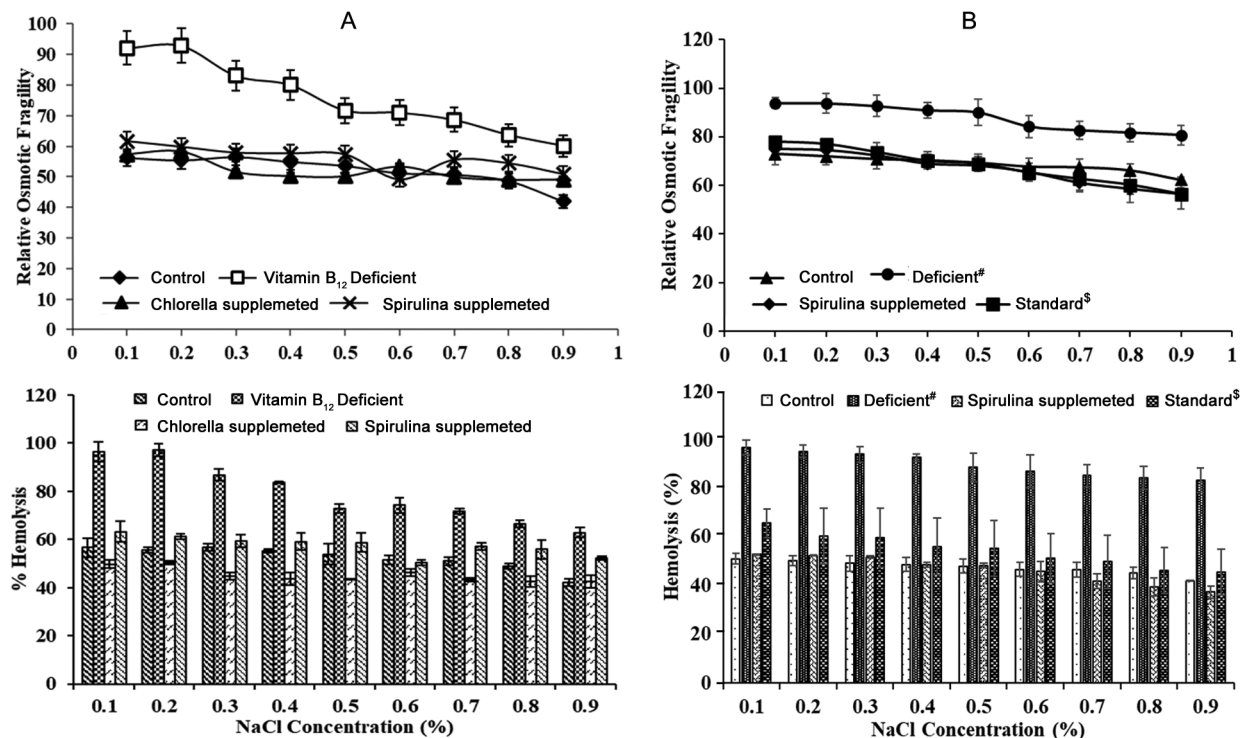 A
Relative Osmotic Fragility
100
90
80
70
60
50
40
30
20
10
0
Control
Vitamin B12 Deficient
Chlorella supplemeted
Spirulina supplemeted
0 0.1 0.2 0.3 0.4 0.5 0.6 0.7 0.8 0.9 1
B
Relative Osmotic Fragility
120
100
80
60
40
20
0
Control
Deficient#
Spirulina supplemeted
Standard$
0 0.1 0.2 0.3 0.4 0.5 0.6 0.7 0.8 0.9 1
% Hemolysis
120
100
80
60
40
20
0
Control
Vitamin B12 Deficient
Chlorella supplemeted
Spirulina supplemeted
0.1 0.2 0.3 0.4 0.5 0.6 0.7 0.8 0.9
NaCl Concentration (%)
Hemolysis (%)
120
100
80
60
40
20
0
Control
Deficient#
Spirulina supplemeted
Standard$
0.1 0.2 0.3 0.4 0.5 0.6 0.7 0.8 0.9
NaCl Concentration (%)